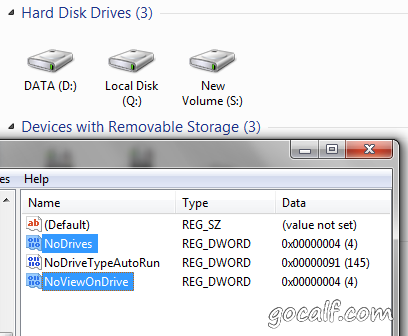 Hard Disk Drives (3)
DATA (D:) Local Disk (Q:) New Volume (S:)
Devices with Removable Storage (3)
Help
Name Type Data
(Default) REG_SZ (value not set)
NoDrives REG_DWORD 0x00000004 (4)
NoDriveTypeAutoRun REG_DWORD 0x00000091 (145)
NoViewOnDrive REG_DWORD 0x00000004 (4)
gocalf.com